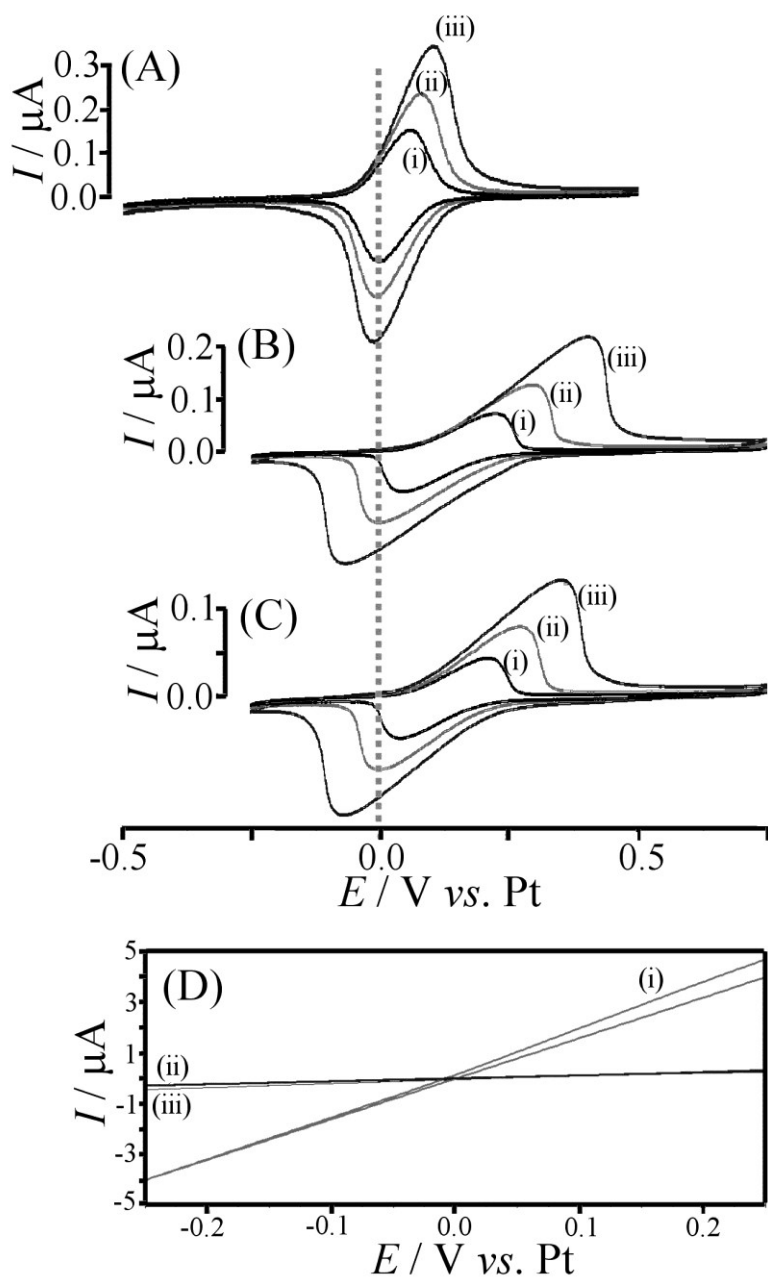 (A)
(iii)
(ii)
(i)
I / μA
0.3
0.2
0.1
0.0
(B)
(iii)
(ii)
(i)
I / μA
0.2
0.1
0.0
(C)
(iii)
(ii)
(i)
I / μA
0.1
0.0
-0.5 0.0 0.5
E / V vs. Pt
(D)
(i)
(ii)
(iii)
I / μA
5
3
1
-1
-3
-5
-0.2 -0.1 0.0 0.1 0.2
E / V vs. Pt